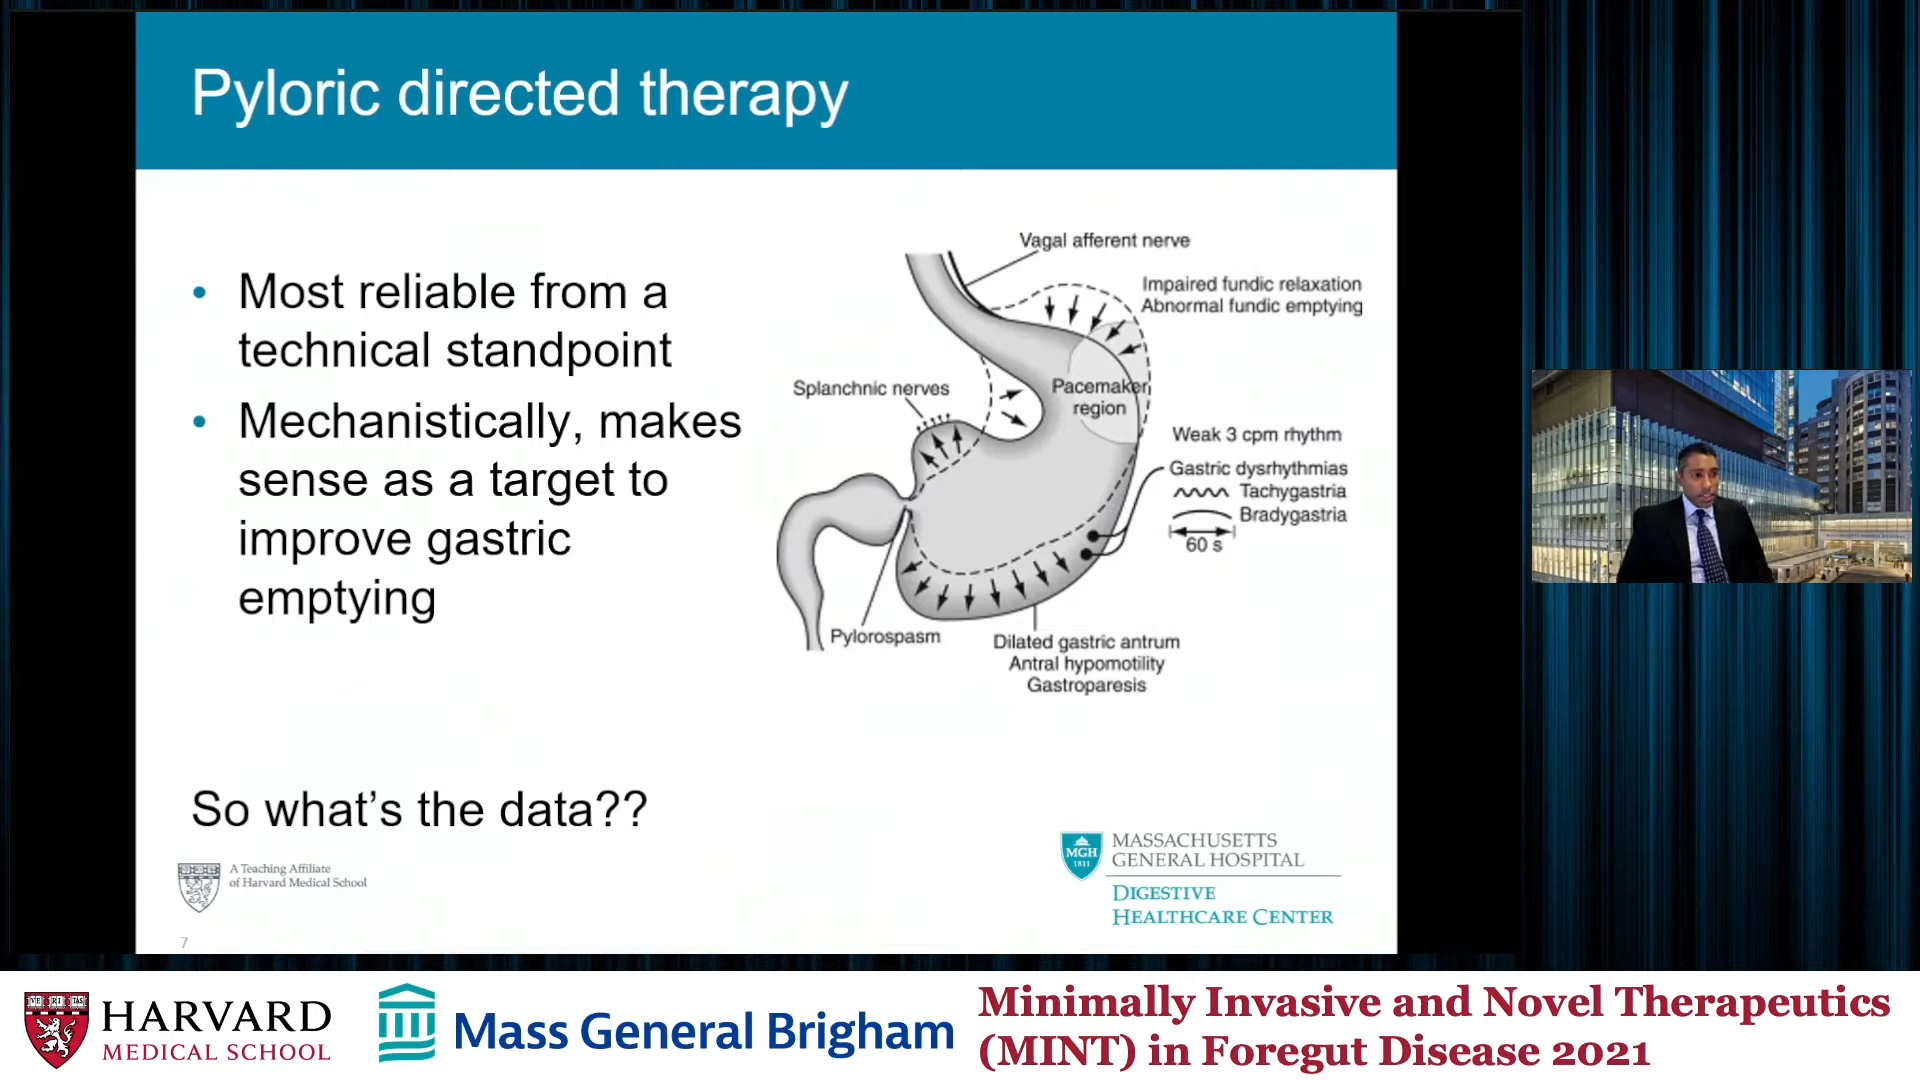 Pyloric directed therapy
• Most reliable from a
technical standpoint
• Mechanistically, makes
sense as a target to
improve gastric
emptying
Vagal afferent nerve
Impaired fundic relaxation
Abnormal fundic emptying
Splanchnic nerves
Pacemaker
region
Weak 3 cpm rhythm
Gastric dysrhythmias
Tachygastria
Bradygastria
60 s
Pylorospasm
Dilated gastric antrum
Antral hypomotility
Gastroparesis
So what's the data??
A Teaching Affiliate
of Harvard Medical School
MGH
1811
MASSACHUSETTS
GENERAL HOSPITAL
DIGESTIVE
HEALTHCARE CENTER
7
VE RI TAS
HARVARD
MEDICAL SCHOOL
Mass General Brigham
Minimally Invasive and Novel Therapeutics
(MINT) in Foregut Disease 2021